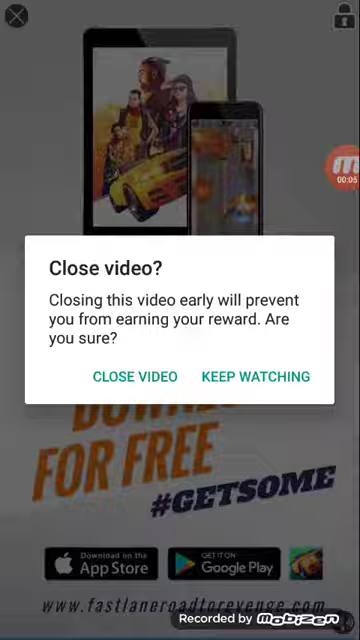 00:05
Close video?
Closing this video early will prevent
you from earning your reward. Are
you sure?
CLOSE VIDEO KEEP WATCHING
FOR FREE
#GETSOME
Download on the
App Store
GET IT ON
Google Play
www.fastlaneroadtorevenge.com
Recorded by Mobizen